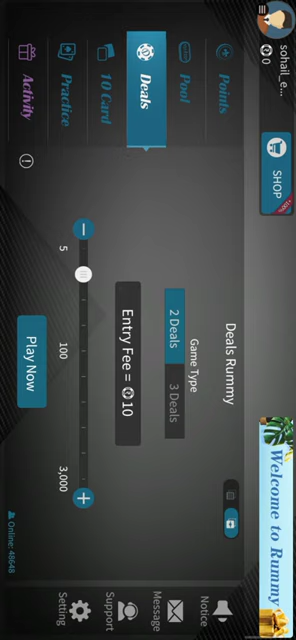 sohail_e...
0
SHOP
Welcome to Rummy
Points
Pool
Deals
10 Card
Practice
Activity
Deals Rummy
Game Type
2 Deals
3 Deals
Entry Fee = 10
5
100
3,000
Play Now
Notice
Message
Support
Setting
Online: 48648